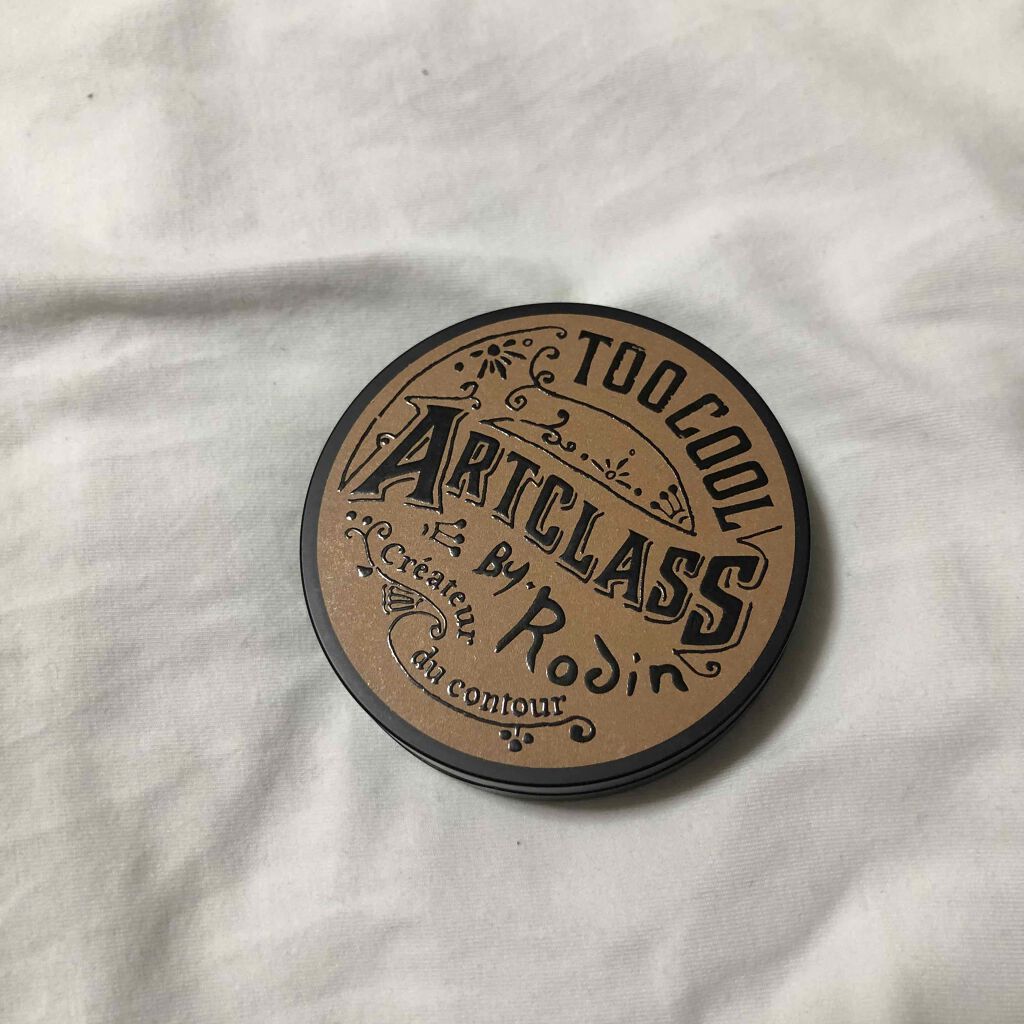 TOO COOL
ARTCLASS
BY.
Rodin
Créateur
du contour